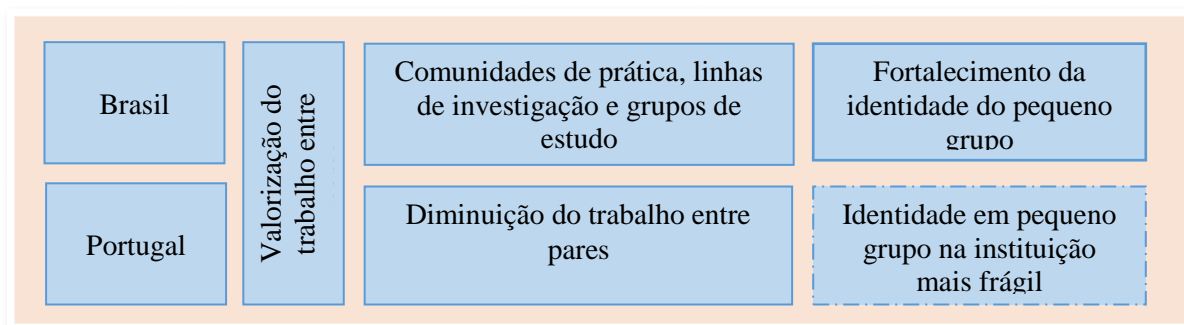 Brasil
Valorização do
trabalho entre
Comunidades de prática, linhas
de investigação e grupos de
estudo
Fortalecimento da
identidade do pequeno
grupo
Portugal
Diminuição do trabalho entre
pares
Identidade em pequeno
grupo na instituição
mais frágil